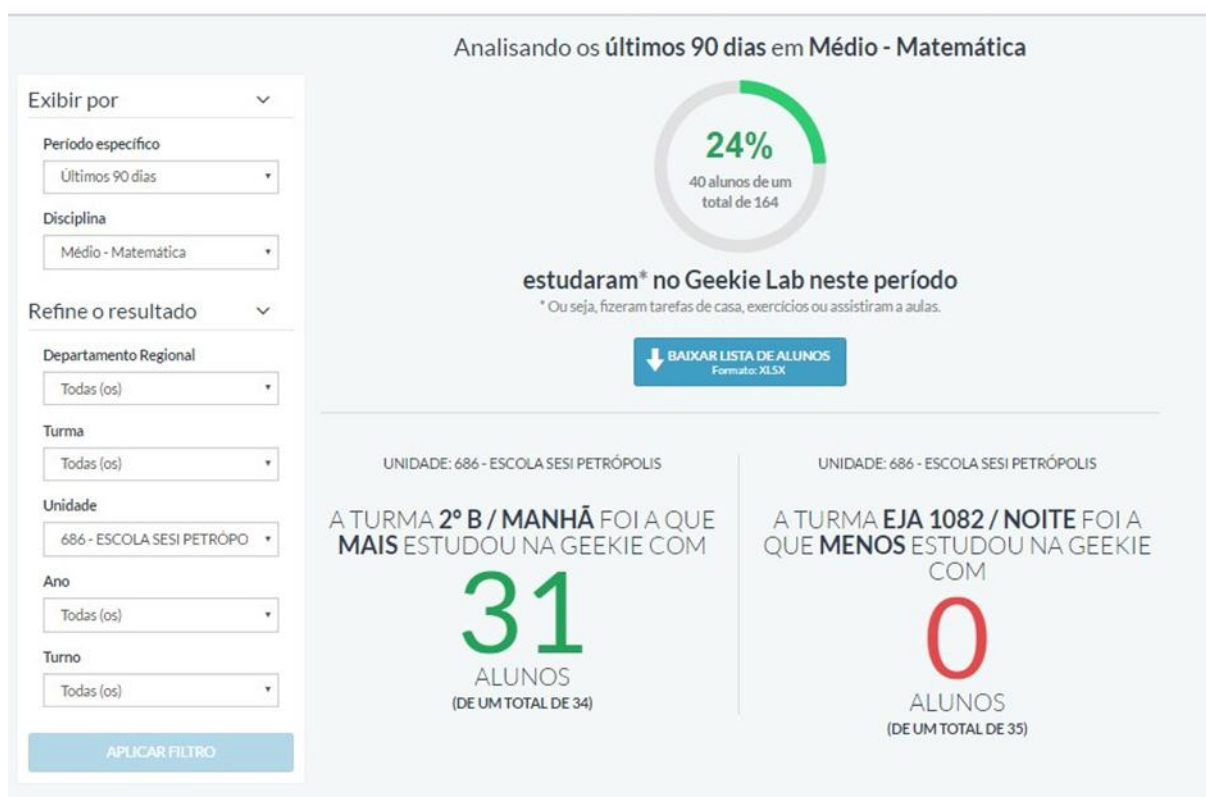 Analisando os últimos 90 dias em Médio - Matemática
Exibir por
Período específico
Últimos 90 dias
Disciplina
Médio - Matemática
Refine o resultado
Departamento Regional
Todas (os)
Turma
Todas (os)
Unidade
686 - ESCOLA SESI PETRÓPO
Ano
Todas (os)
Turno
Todas (os)
APLICAR FILTRO
24%
40 alunos de um
total de 164
estudaram* no Geekie Lab neste período
* Ou seja, fizeram tarefas de casa, exercícios ou assistiram a aulas.
BAIXAR LISTA DE ALUNOS
Formato: XLSX
UNIDADE: 686 - ESCOLA SESI PETRÓPOLIS
A TURMA 2º B / MANHÃ FOI A QUE
MAIS ESTUDOU NA GEEKIE COM
31
ALUNOS
(DE UM TOTAL DE 34)
UNIDADE: 686 - ESCOLA SESI PETRÓPOLIS
A TURMA EJA 1082 / NOITE FOI A
QUE MENOS ESTUDOU NA GEEKIE
COM
0
ALUNOS
(DE UM TOTAL DE 35)